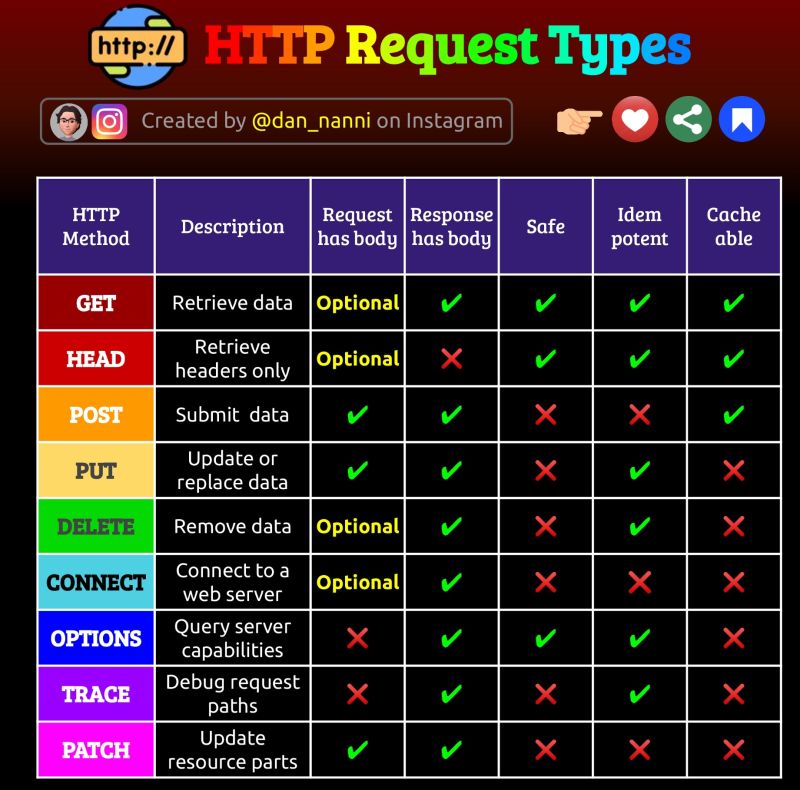 http://
HTTP Request Types
Created by @dan_nanni on Instagram
HTTP
Method
Description
Request
has body
Response
has body
Safe
Idem
potent
Cache
able
GET
Retrieve data
Optional
✔
✔
✔
✔
HEAD
Retrieve
headers only
Optional
❌
✔
✔
✔
POST
Submit data
✔
✔
❌
❌
✔
PUT
Update or
replace data
✔
✔
❌
✔
❌
DELETE
Remove data
Optional
✔
❌
✔
❌
CONNECT
Connect to a
web server
Optional
✔
❌
❌
❌
OPTIONS
Query server
capabilities
❌
✔
✔
✔
❌
TRACE
Debug request
paths
❌
✔
❌
✔
❌
PATCH
Update
resource parts
✔
✔
❌
❌
❌